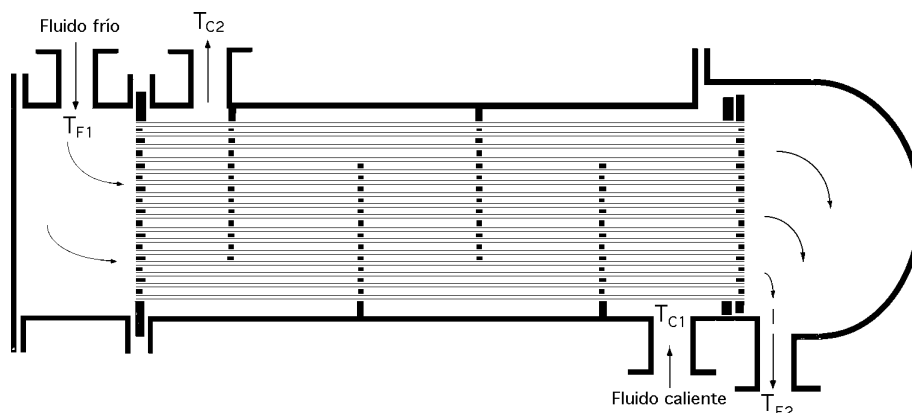 Fluido frío
TC2
TF1
TC1
Fluido caliente
TF2